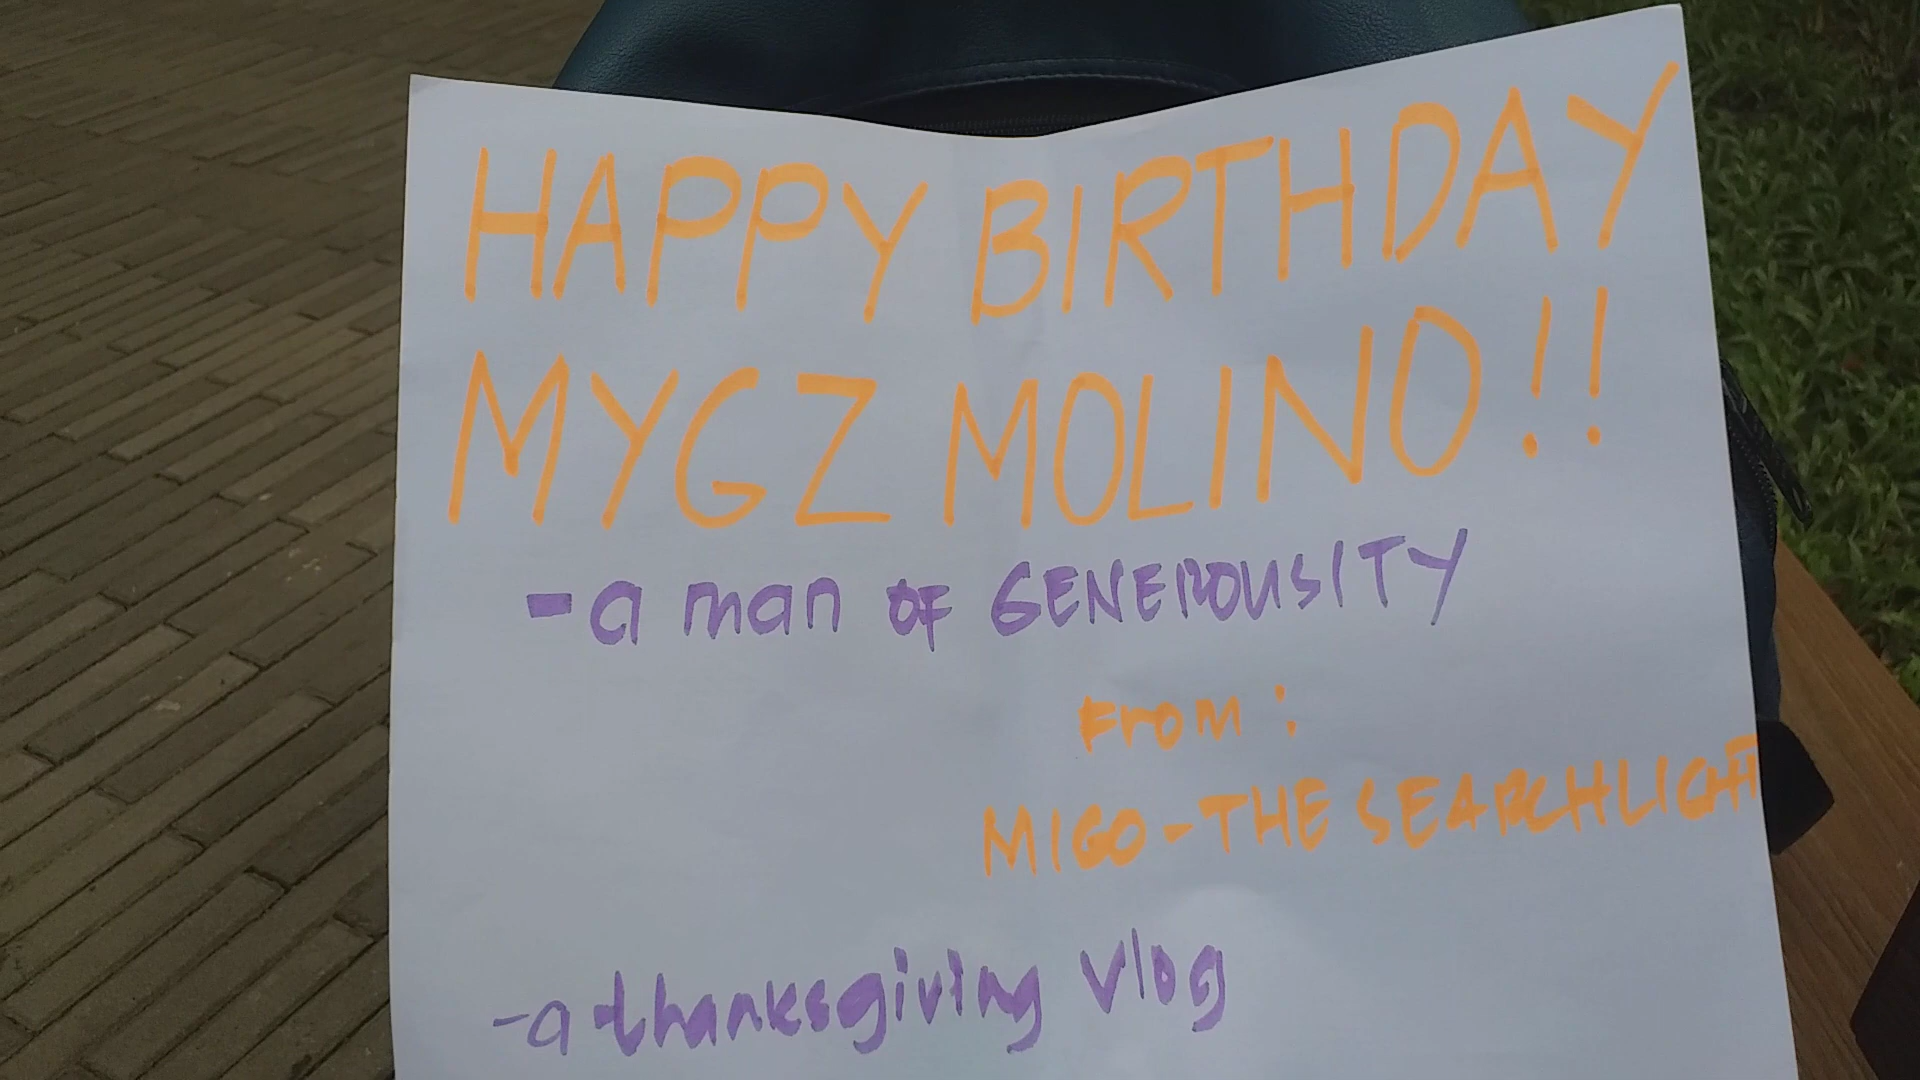 HAPPY BIRTHDAY
MYGZ MOLINO!!
-a man OF GENEROUSITY
From:
MIGO-THE SEARCHLIGHT
-a thanksgiving vlog